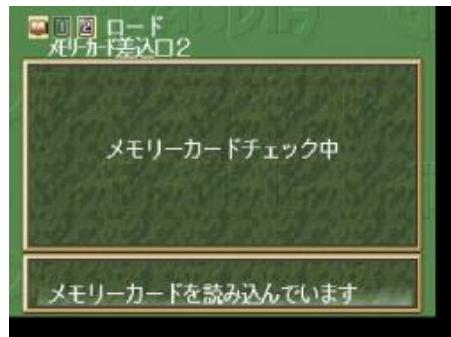 1 2 ロード
メモリーカード差込口2
メモリーカードチェック中
メモリーカードを読み込んでいます